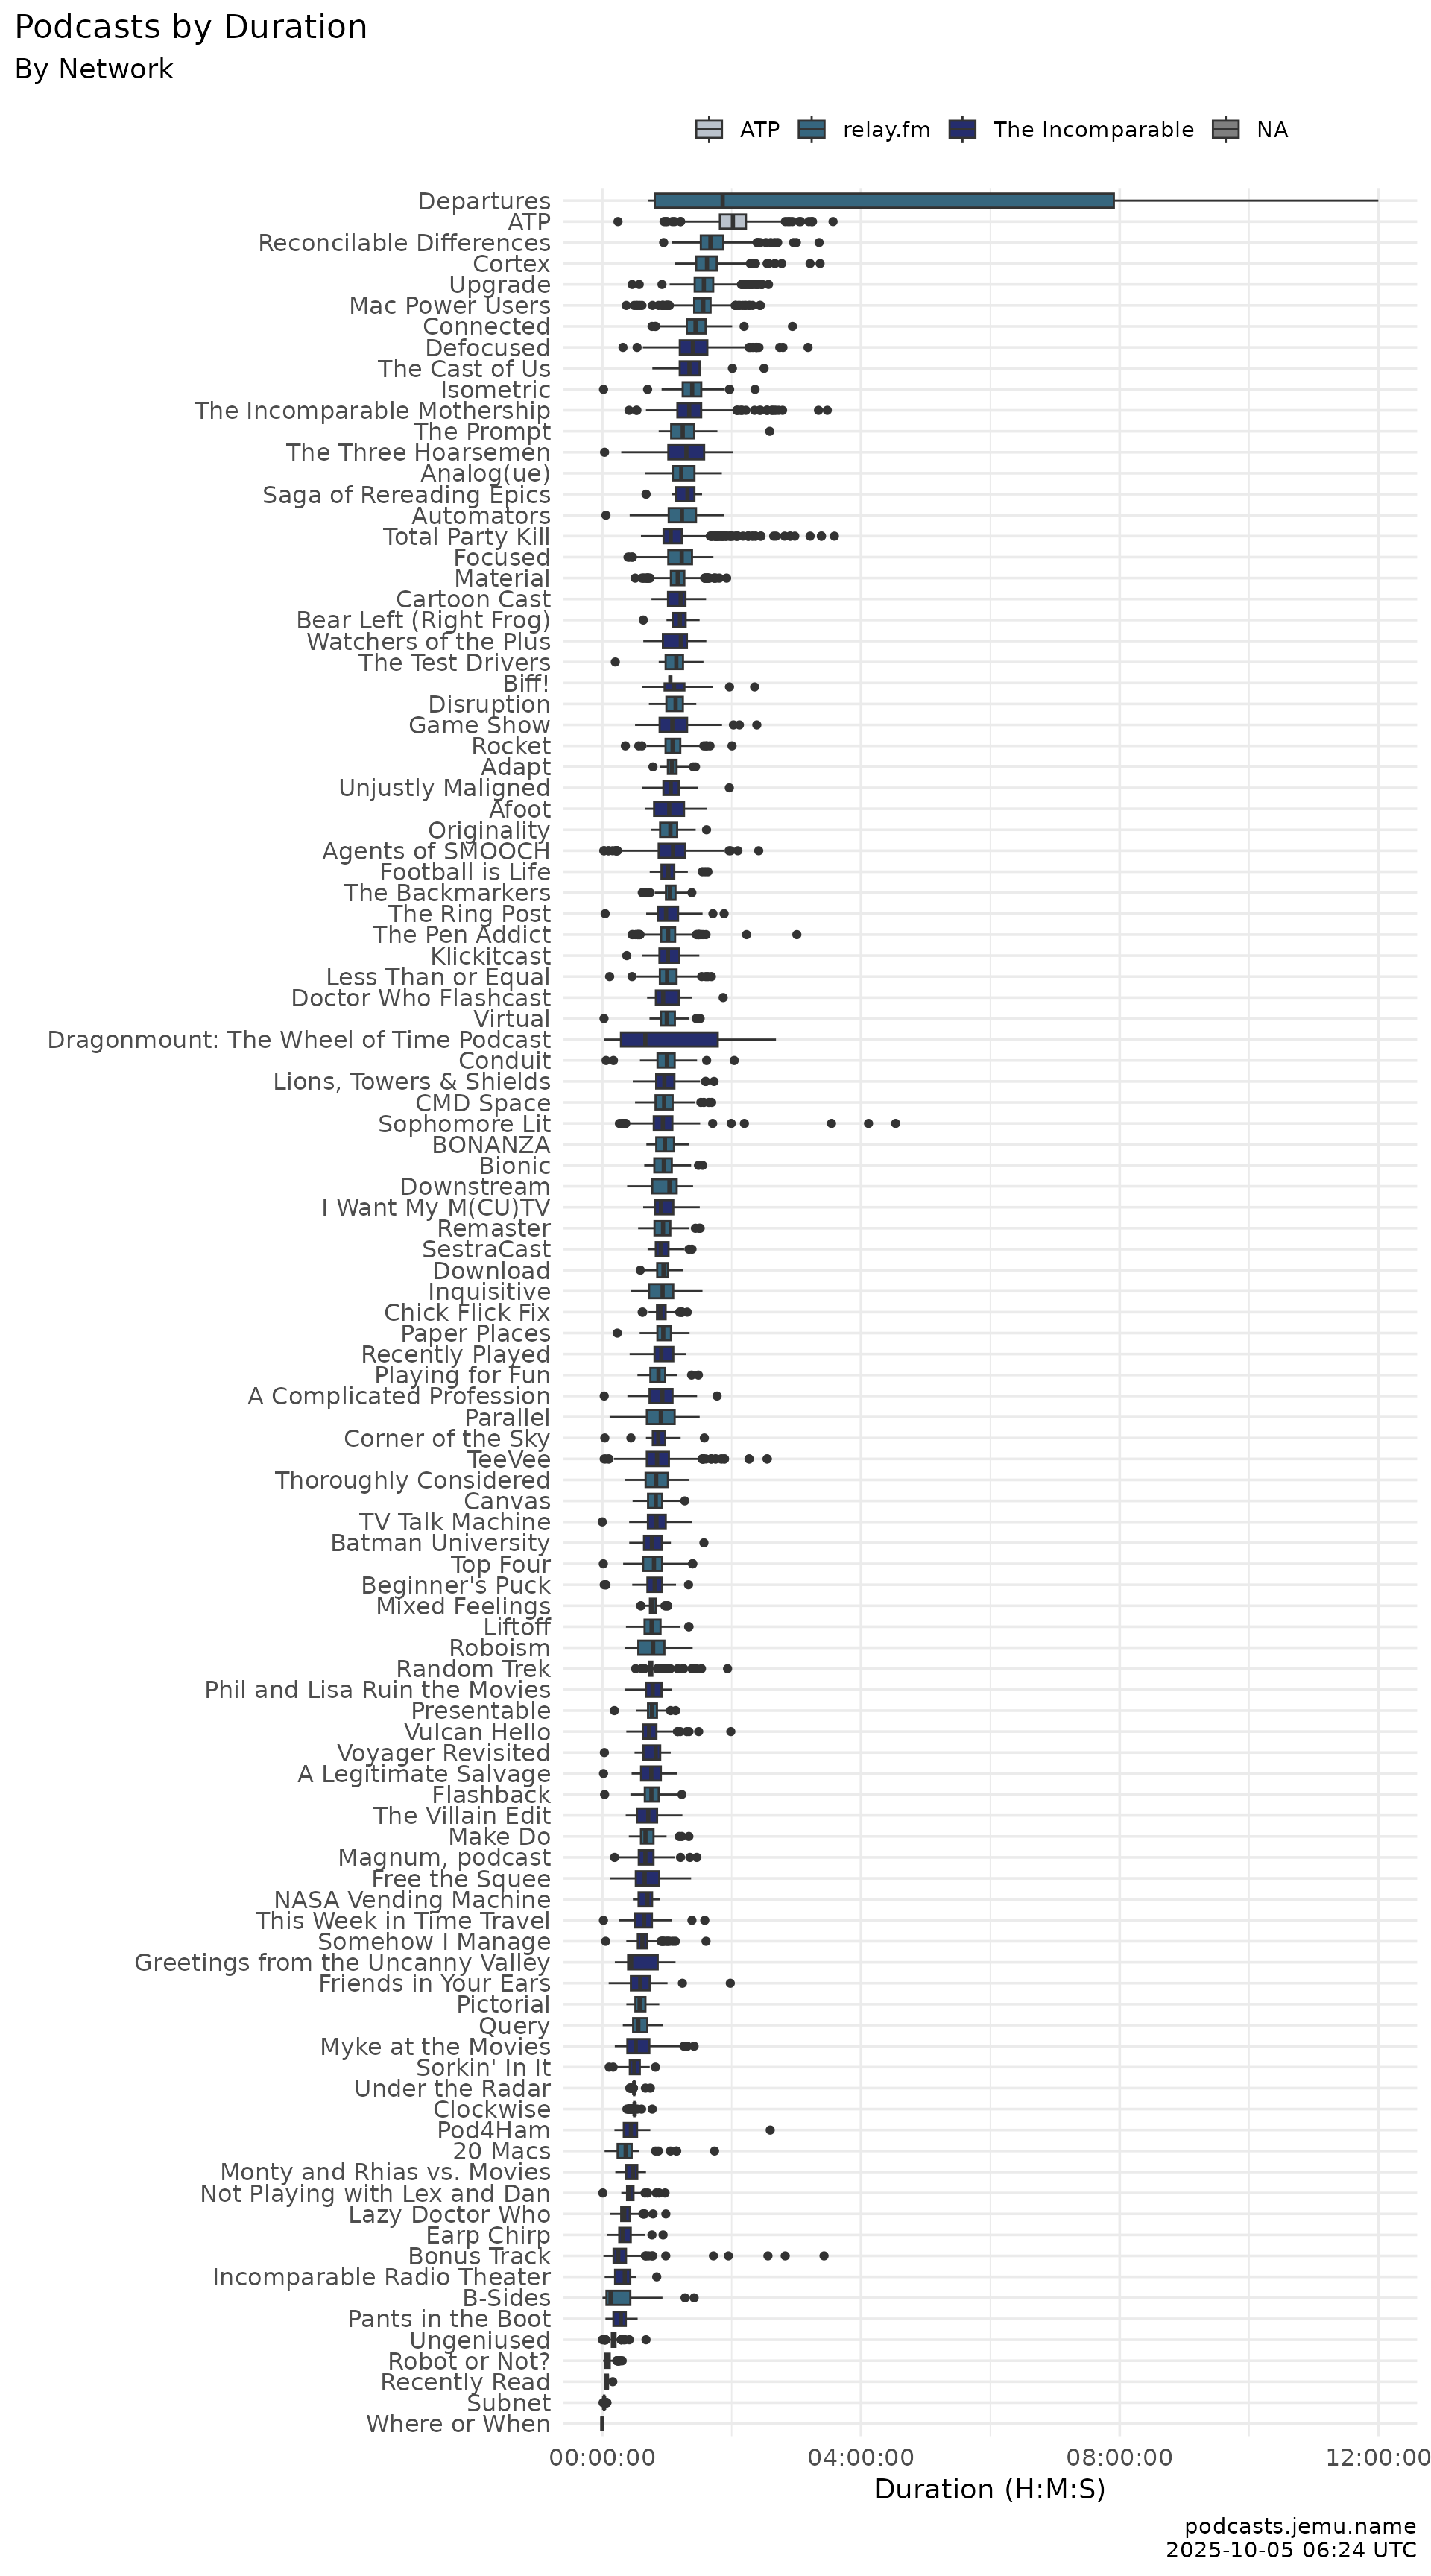 Podcasts by Duration
By Network
ATP relay.fm The Incomparable NA
Departures
ATP
Reconcilable Differences
Cortex
Upgrade
Mac Power Users
Connected
Defocused
The Cast of Us
Isometric
The Incomparable Mothership
The Prompt
The Three Hoarsemen
Analog(ue)
Saga of Rereading Epics
Automators
Total Party Kill
Focused
Material
Cartoon Cast
Bear Left (Right Frog)
Watchers of the Plus
The Test Drivers
Biff!
Disruption
Game Show
Rocket
Adapt
Unjustly Maligned
Afoot
Originality
Agents of SMOOCH
Football is Life
The Backmarkers
The Ring Post
The Pen Addict
Klickitcast
Less Than or Equal
Doctor Who Flashcast
Virtual
Dragonmount: The Wheel of Time Podcast
Conduit
Lions, Towers & Shields
CMD Space
Sophomore Lit
BONANZA
Bionic
Downstream
I Want My M(CU)TV
Remaster
SestraCast
Download
Inquisitive
Chick Flick Fix
Paper Places
Recently Played
Playing for Fun
A Complicated Profession
Parallel
Corner of the Sky
TeeVee
Thoroughly Considered
Canvas
TV Talk Machine
Batman University
Top Four
Beginner's Puck
Mixed Feelings
Liftoff
Roboism
Random Trek
Phil and Lisa Ruin the Movies
Presentable
Vulcan Hello
Voyager Revisited
A Legitimate Salvage
Flashback
The Villain Edit
Make Do
Magnum, podcast
Free the Squee
NASA Vending Machine
This Week in Time Travel
Somehow I Manage
Greetings from the Uncanny Valley
Friends in Your Ears
Pictorial
Query
Myke at the Movies
Sorkin' In It
Under the Radar
Clockwise
Pod4Ham
20 Macs
Monty and Rhias vs. Movies
Not Playing with Lex and Dan
Lazy Doctor Who
Earp Chirp
Bonus Track
Incomparable Radio Theater
B-Sides
Pants in the Boot
Ungeniused
Robot or Not?
Recently Read
Subnet
Where or When
00:00:00 04:00:00 08:00:00 12:00:00
Duration (H:M:S)
podcasts.jemu.name
2025-10-05 06:24 UTC